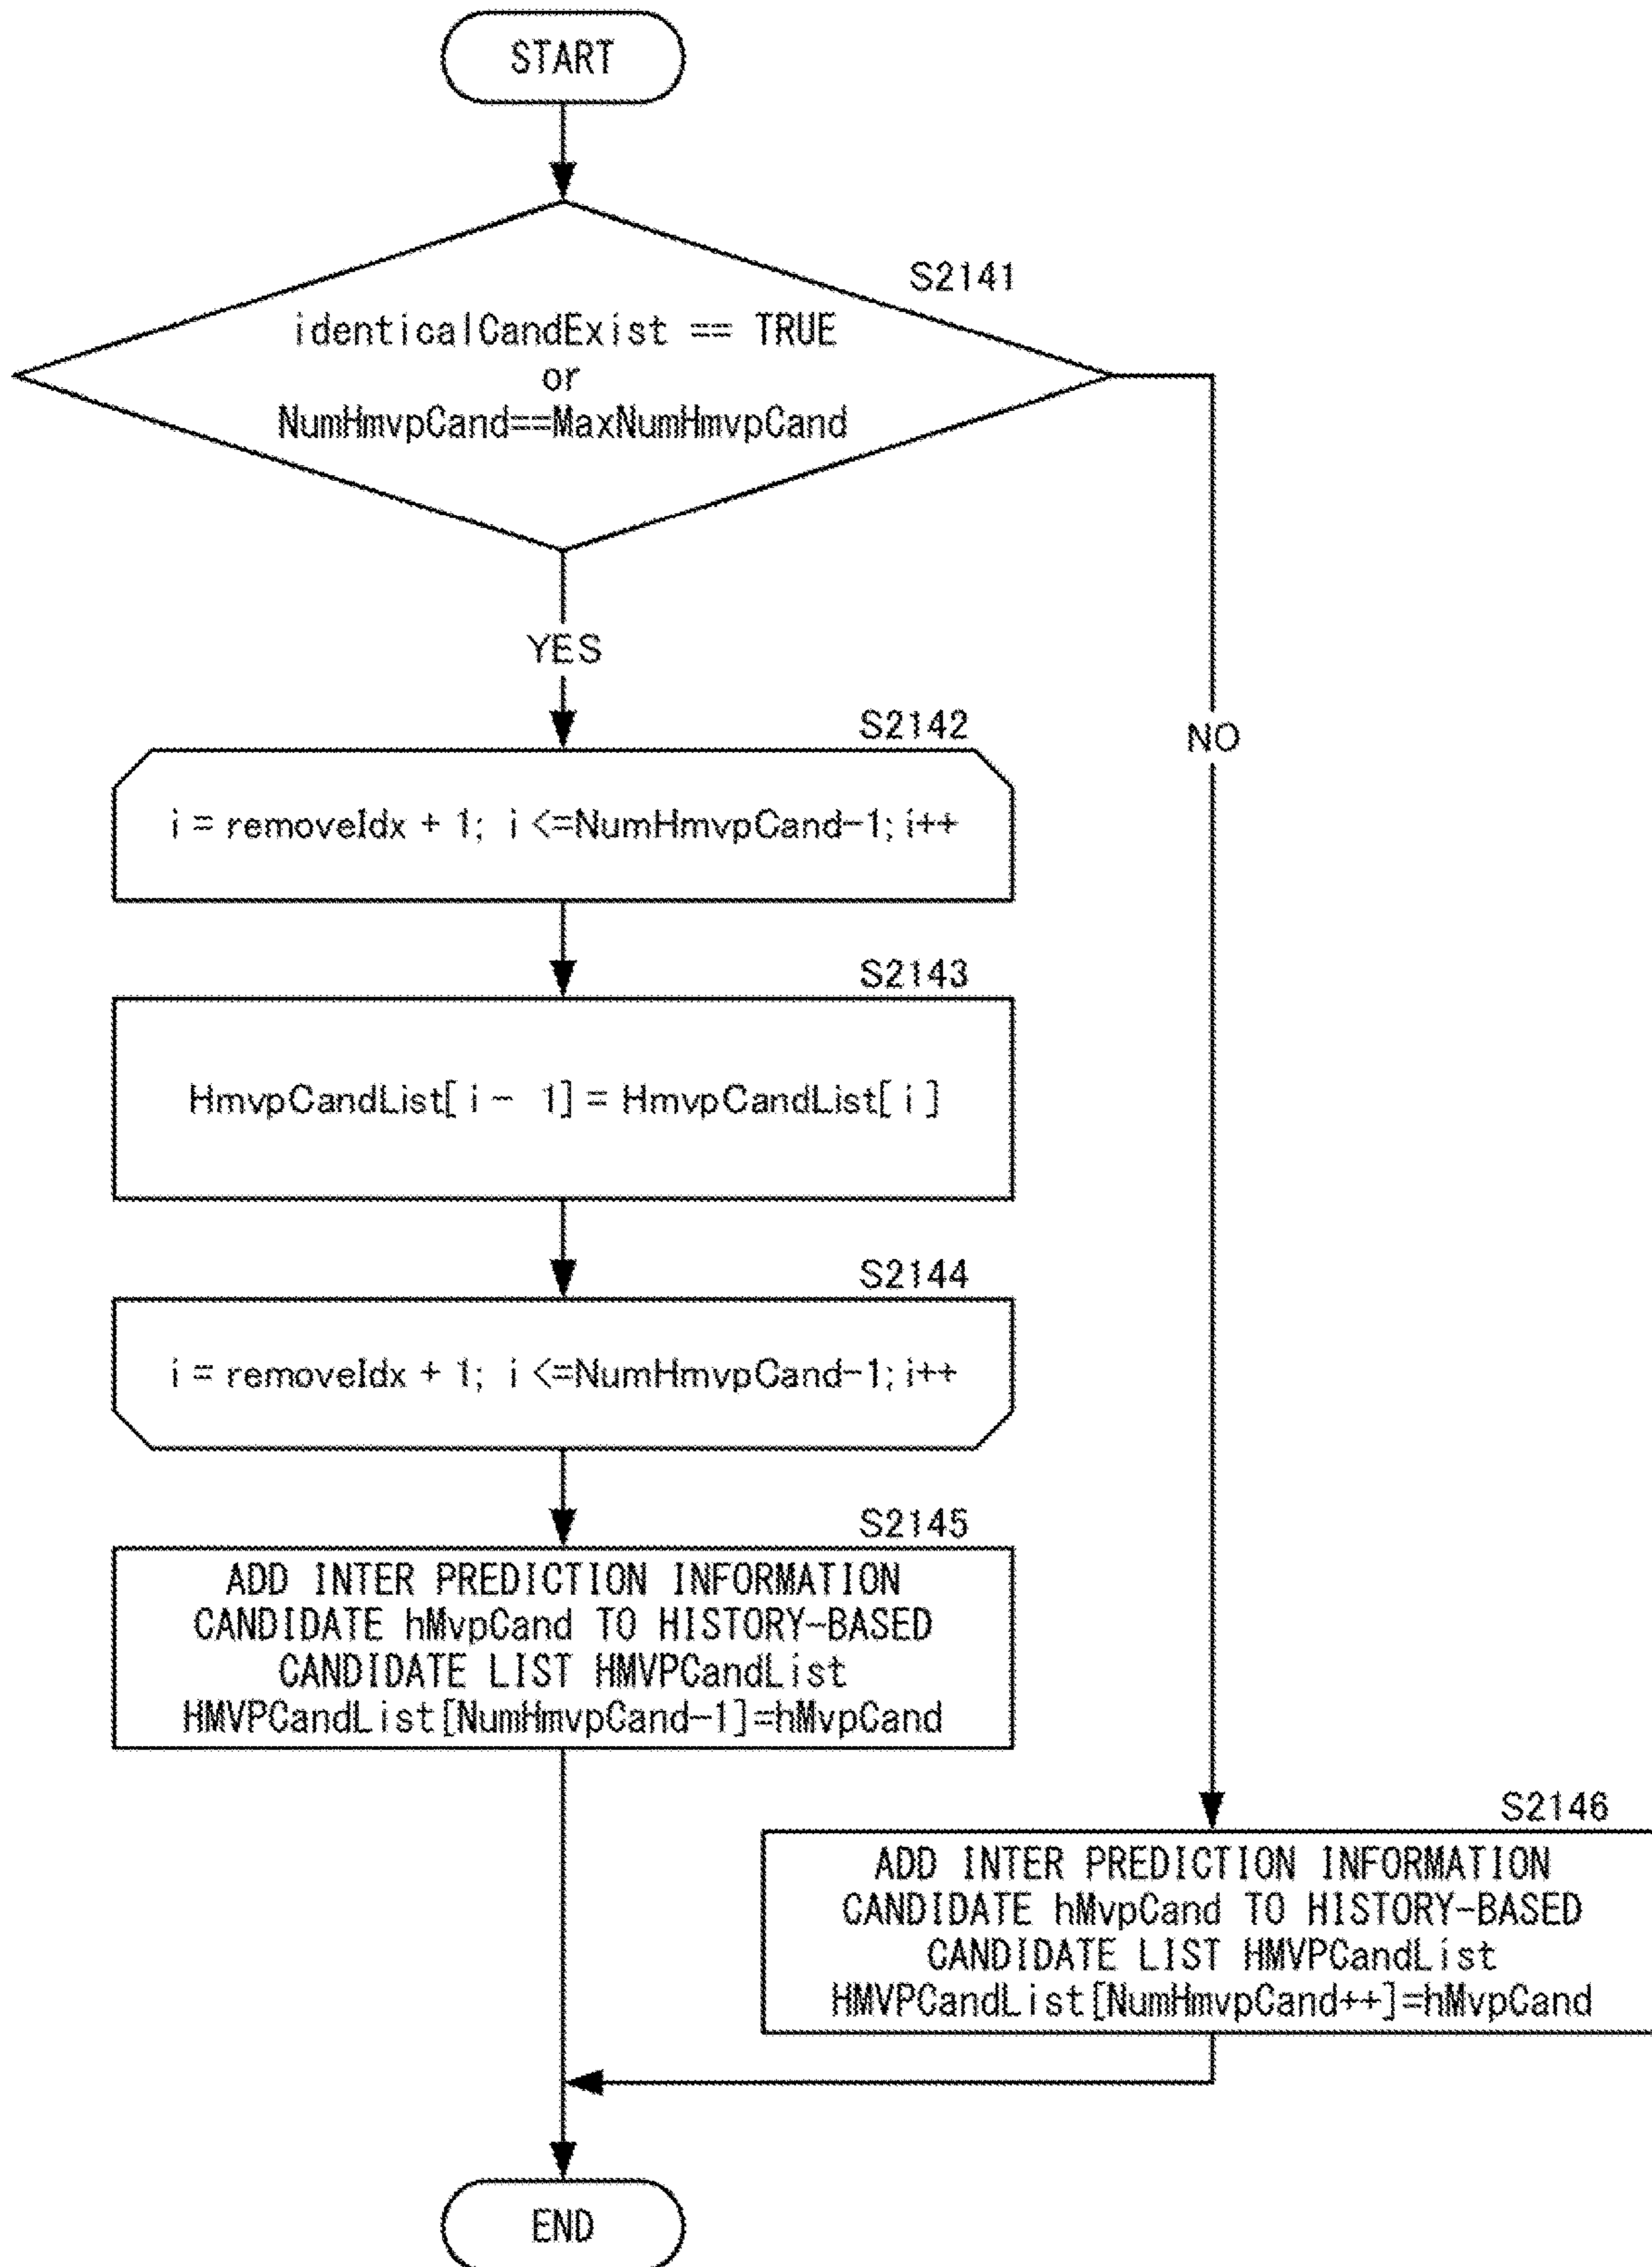 START
S2141
identicalCandExist == TRUE
or
NumHmvpCand==MaxNumHmvpCand
YES
NO
S2142
i = removeIdx + 1; i <=NumHmvpCand-1; i++
S2143
HmvpCandList[ i - 1] = HmvpCandList[ i ]
S2144
i = removeIdx + 1; i <=NumHmvpCand-1; i++
S2145
ADD INTER PREDICTION INFORMATION
CANDIDATE hMvpCand TO HISTORY-BASED
CANDIDATE LIST HMVPCandList
HMVPCandList[NumHmvpCand-1]=hMvpCand
S2146
ADD INTER PREDICTION INFORMATION
CANDIDATE hMvpCand TO HISTORY-BASED
CANDIDATE LIST HMVPCandList
HMVPCandList[NumHmvpCand++]=hMvpCand
END